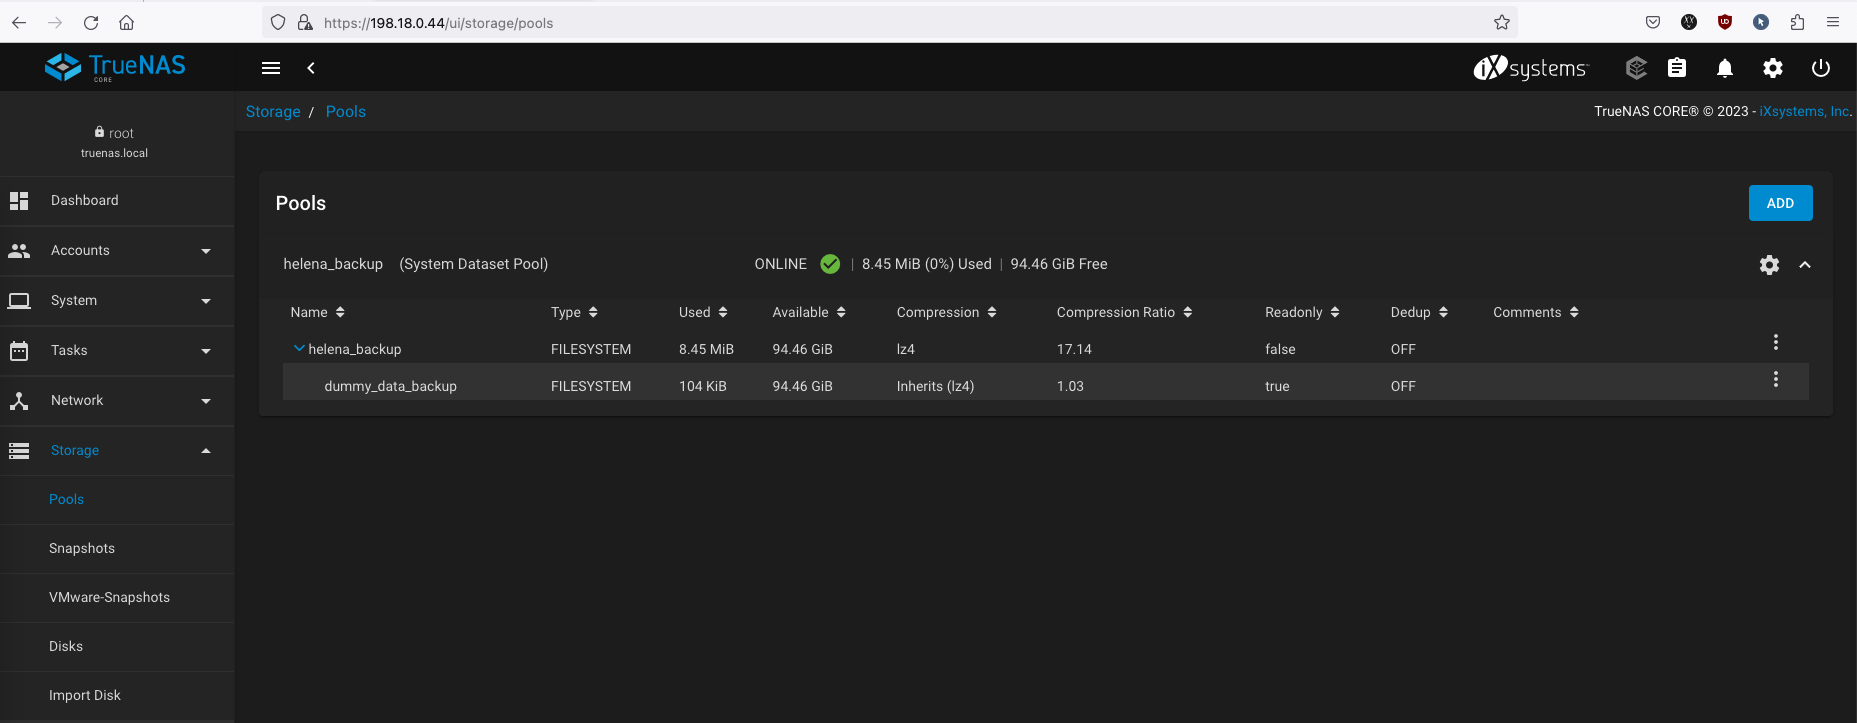 https://198.18.0.44/ui/storage/pools
TrueNAS
CORE
iXsystems™
Storage / Pools
TrueNAS CORE® © 2023 - iXsystems, Inc.
root
truenas.local
Dashboard
Accounts
System
Tasks
Network
Storage
Pools
Snapshots
VMware-Snapshots
Disks
Import Disk
Pools
ADD
helena_backup (System Dataset Pool) ONLINE | 8.45 MiB (0%) Used | 94.46 GiB Free
Name Type Used Available Compression Compression Ratio Readonly Dedup Comments
helena_backup FILESYSTEM 8.45 MiB 94.46 GiB lz4 17.14 false OFF
dummy_data_backup FILESYSTEM 104 KiB 94.46 GiB Inherits (lz4) 1.03 true OFF